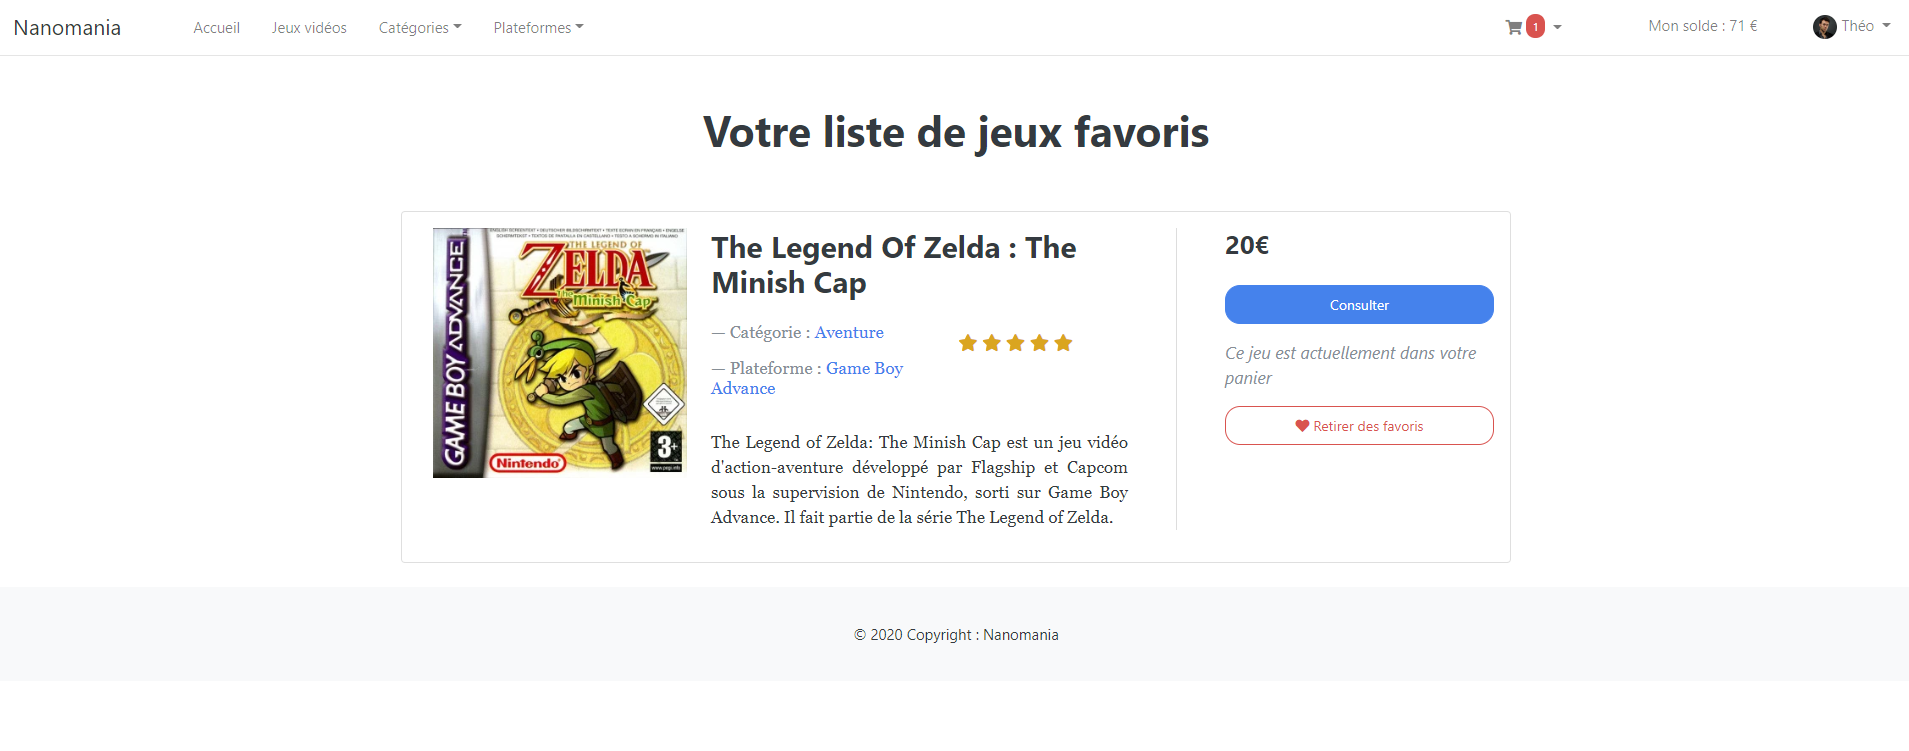 Nanomania
Accueil
Jeux vidéos
Catégories
Plateformes
1
Mon solde : 71 €
Théo
Votre liste de jeux favoris
GAME BOY ADVANCE
THE LEGEND OF
ZELDA
The Minish Cap
3+
www.pegi.info
Nintendo
The Legend Of Zelda : The
Minish Cap
— Catégorie : Aventure
— Plateforme : Game Boy
Advance
The Legend of Zelda: The Minish Cap est un jeu vidéo
d'action-aventure développé par Flagship et Capcom
sous la supervision de Nintendo, sorti sur Game Boy
Advance. Il fait partie de la série The Legend of Zelda.
20€
Consulter
Ce jeu est actuellement dans votre
panier
Retirer des favoris
© 2020 Copyright : Nanomania